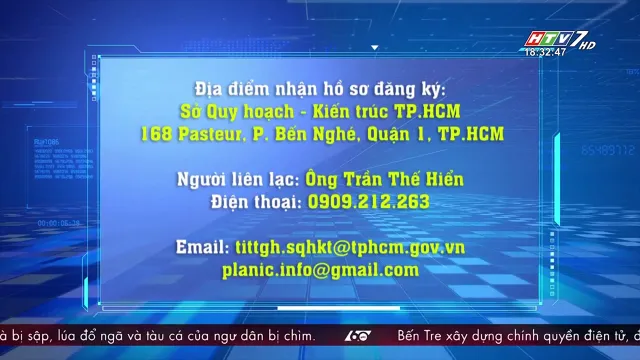 HTV7 HD
18:32:47
Địa điểm nhận hồ sơ đăng ký:
Sở Quy hoạch - Kiến trúc TP.HCM
168 Pasteur, P. Bến Nghé, Quận 1, TP.HCM
Người liên lạc: Ông Trần Thế Hiển
Điện thoại: 0909.212.263
Email: tittgh.sqhkt@tphcm.gov.vn
planic.info@gmail.com
à bị sập, lúa đổ ngã và tàu cá của ngư dân bị chìm. Bến Tre xây dựng chính quyền điện tử, đ